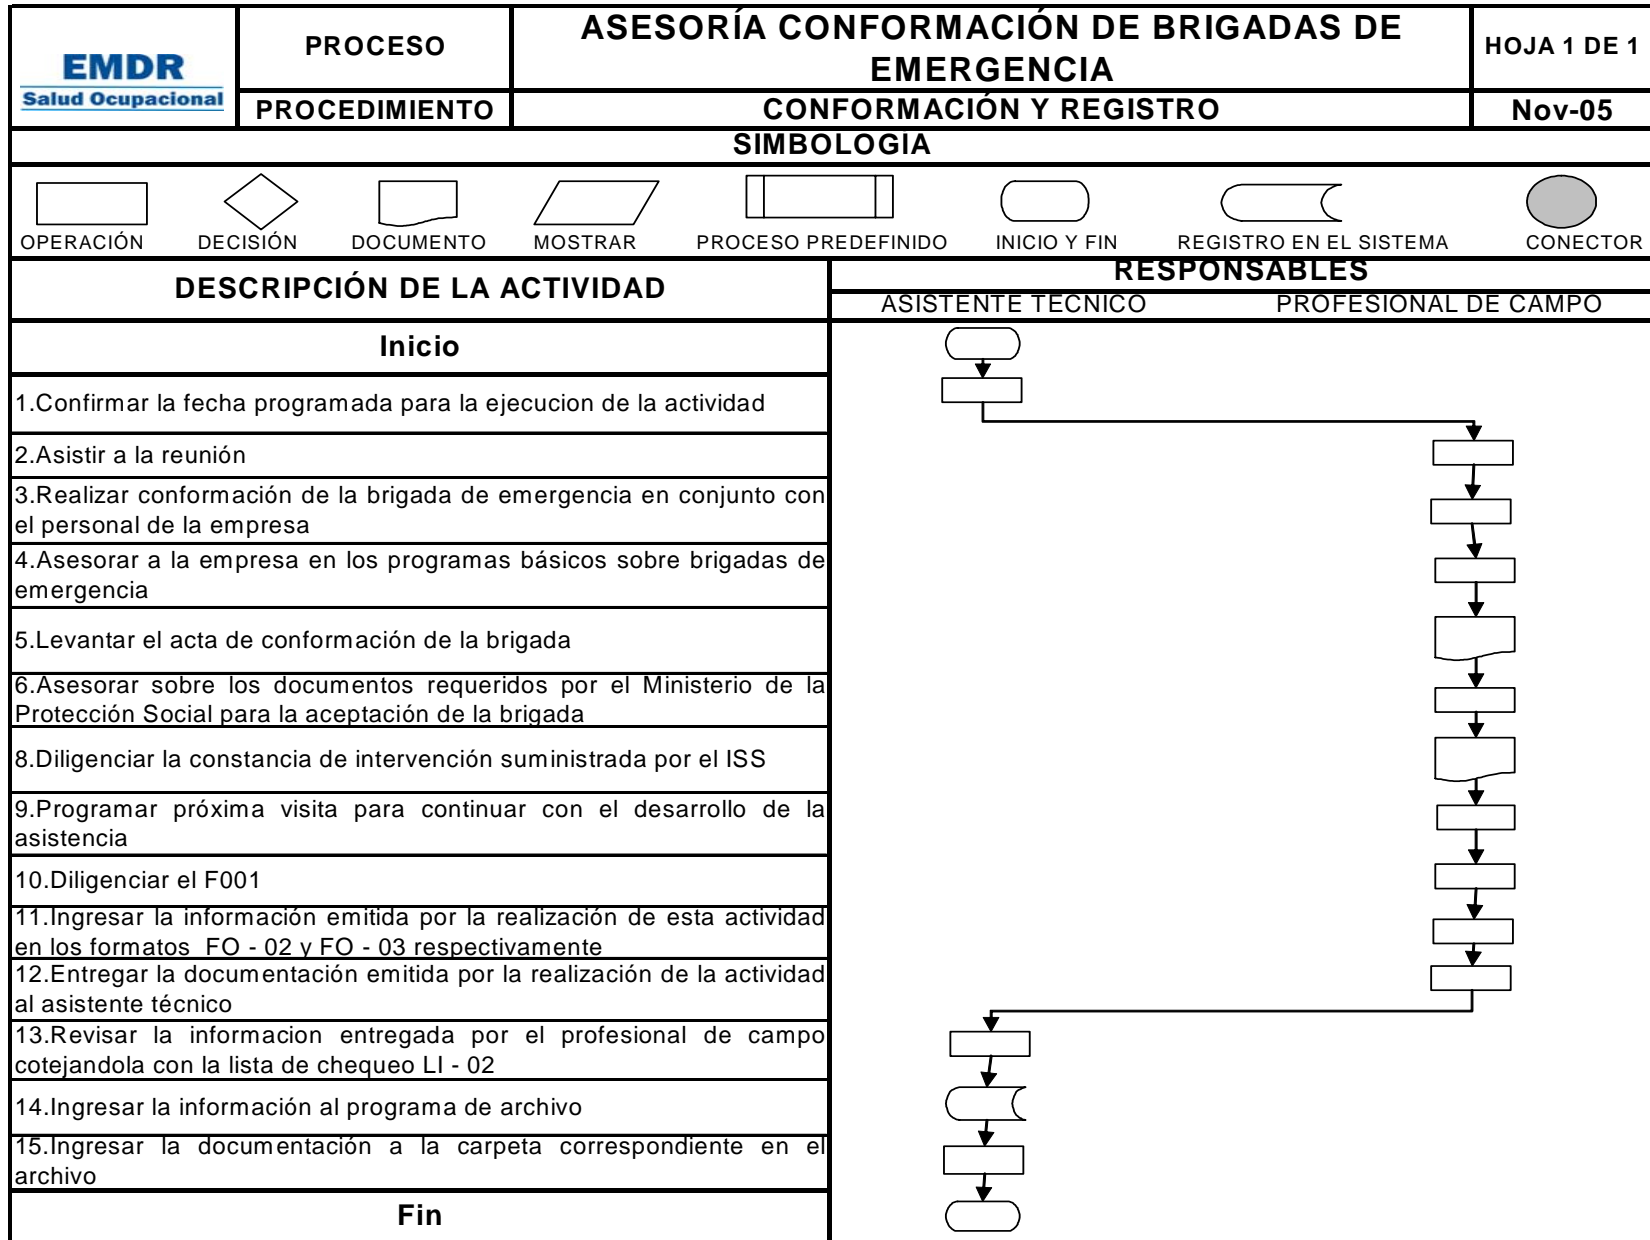 EMDR
Salud Ocupacional
PROCESO
ASESORÍA CONFORMACIÓN DE BRIGADAS DE
EMERGENCIA
HOJA 1 DE 1
PROCEDIMIENTO
CONFORMACIÓN Y REGISTRO
Nov-05
SIMBOLOGIA
OPERACIÓN
DECISIÓN
DOCUMENTO
MOSTRAR
PROCESO PREDEFINIDO
INICIO Y FIN
REGISTRO EN EL SISTEMA
CONECTOR
DESCRIPCIÓN DE LA ACTIVIDAD
RESPONSABLES
ASISTENTE TECNICO
PROFESIONAL DE CAMPO
Inicio
1.Confirmar la fecha programada para la ejecucion de la actividad
2.Asistir a la reunión
3.Realizar conformación de la brigada de emergencia en conjunto con
el personal de la empresa
4.Asesorar a la empresa en los programas básicos sobre brigadas de
emergencia
5.Levantar el acta de conformación de la brigada
6.Asesorar sobre los documentos requeridos por el Ministerio de la
Protección Social para la aceptación de la brigada
8.Diligenciar la constancia de intervención suministrada por el ISS
9.Programar próxima visita para continuar con el desarrollo de la
asistencia
10.Diligenciar el F001
11.Ingresar la información emitida por la realización de esta actividad
en los formatos FO - 02 y FO - 03 respectivamente
12.Entregar la documentación emitida por la realización de la actividad
al asistente técnico
13.Revisar la informacion entregada por el profesional de campo
cotejandola con la lista de chequeo LI - 02
14.Ingresar la información al programa de archivo
15.Ingresar la documentación a la carpeta correspondiente en el
archivo
Fin